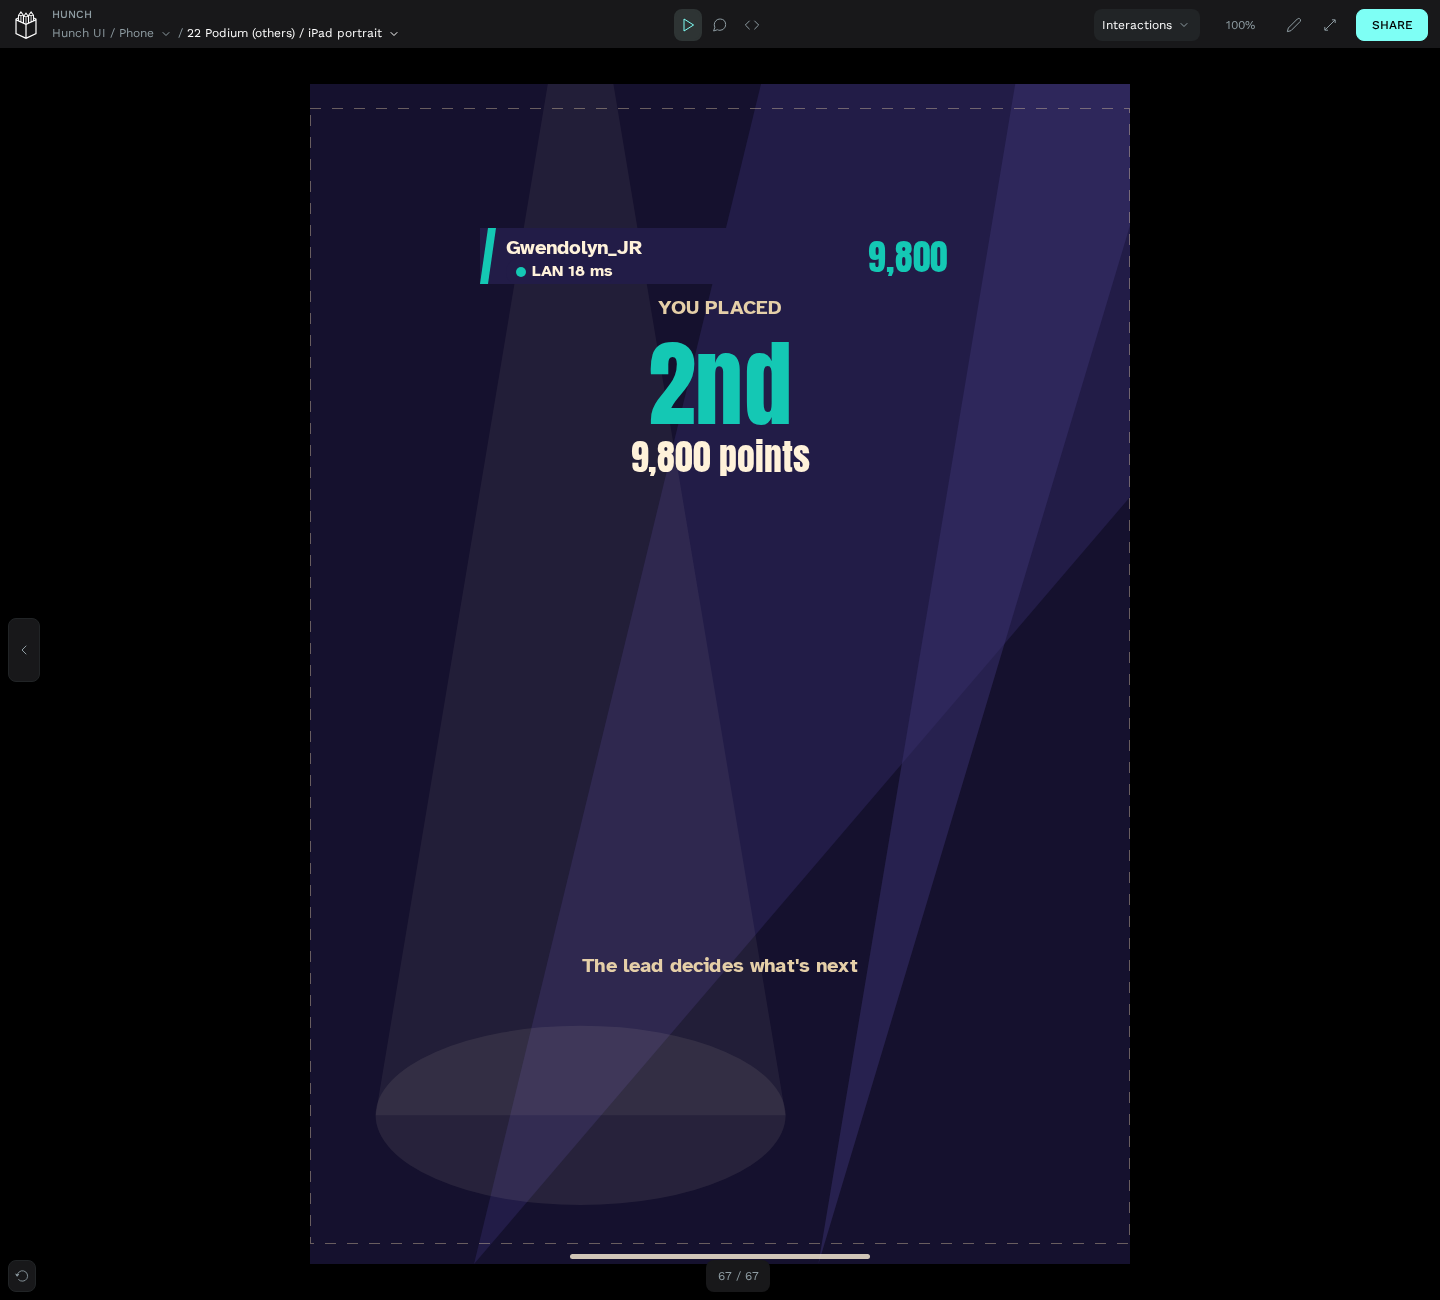 HUNCH
Hunch UI / Phone / 22 Podium (others) / iPad portrait
Interactions
100%
SHARE
Gwendolyn_JR
LAN 18 ms
9,800
YOU PLACED
2nd
9,800 points
The lead decides what's next
67 / 67